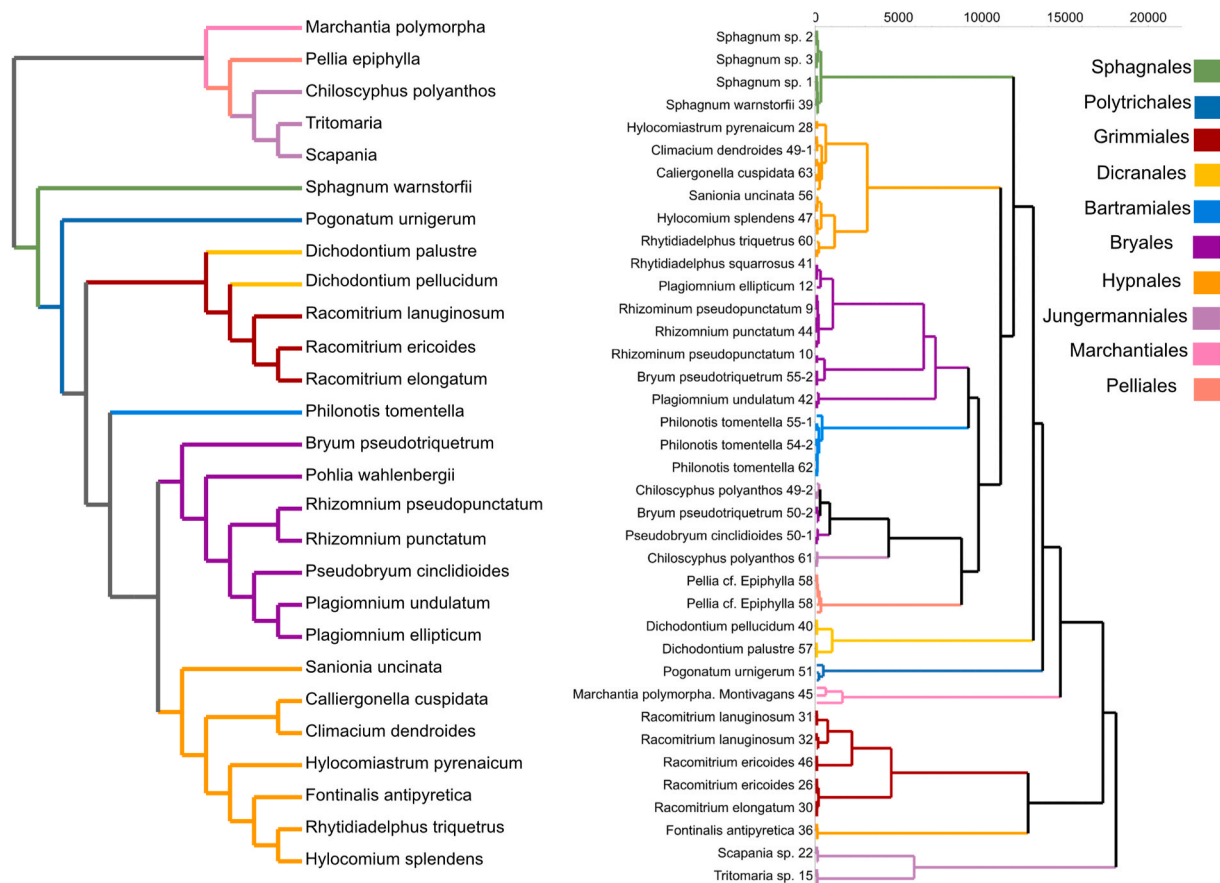 Marchantia polymorpha
Pellia epiphylla
Chiloscyphus polyanthos
Tritomaria
Scapania
Sphagnum warnstorfii
Pogonatum urnigerum
Dichodontium palustre
Dichodontium pellucidum
Racomitrium lanuginosum
Racomitrium ericoides
Racomitrium elongatum
Philonotis tomentella
Bryum pseudotriquetrum
Pohlia wahlenbergii
Rhizomnium pseudopunctatum
Rhizomnium punctatum
Pseudobryum cinclidioides
Plagiomnium undulatum
Plagiomnium ellipticum
Sanionia uncinata
Calliergonella cuspidata
Climacium dendroides
Hylocomiastrum pyrenaicum
Fontinalis antipyretica
Rhytidiadelphus triquetrus
Hylocomium splendens
0 5000 10000 15000 20000
Sphagnum sp. 2
Sphagnum sp. 3
Sphagnum sp. 1
Sphagnum warnstorfii 39
Hylocomiastrum pyrenaicum 28
Climacium dendroides 49-1
Caliergonella cuspidata 63
Sanionia uncinata 56
Hylocomium splendens 47
Rhytidiadelphus triquetrus 60
Rhytidiadelphus squarrosus 41
Plagiomnium ellipticum 12
Rhizominum pseudopunctatum 9
Rhizomnium punctatum 44
Rhizominum pseudopunctatum 10
Bryum pseudotriquetrum 55-2
Plagiomnium undulatum 42
Philonotis tomentella 55-1
Philonotis tomentella 54-2
Philonotis tomentella 62
Chiloscyphus polyanthos 49-2
Bryum pseudotriquetrum 50-2
Pseudobryum cinclidioides 50-1
Chiloscyphus polyanthos 61
Pellia cf. Epiphylla 58
Pellia cf. Epiphylla 58
Dichodontium pellucidum 40
Dichodontium palustre 57
Pogonatum urnigerum 51
Marchantia polymorpha. Montivagans 45
Racomitrium lanuginosum 31
Racomitrium lanuginosum 32
Racomitrium ericoides 46
Racomitrium ericoides 26
Racomitrium elongatum 30
Fontinalis antipyretica 36
Scapania sp. 22
Tritomaria sp. 15
Sphagnales
Polytrichales
Grimmiales
Dicranales
Bartramiales
Bryales
Hypnales
Jungermanniales
Marchantiales
Pelliales